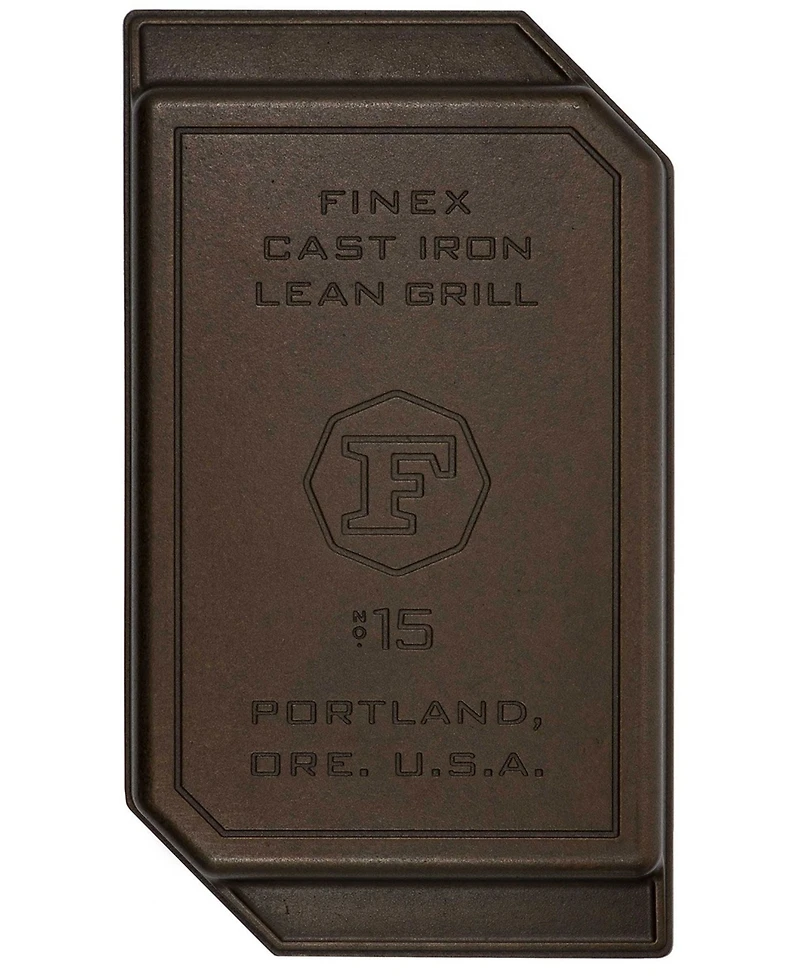 FINEX
CAST IRON
LEAN GRILL
F
NO. 15
PORTLAND,
ORE. U.S.A.